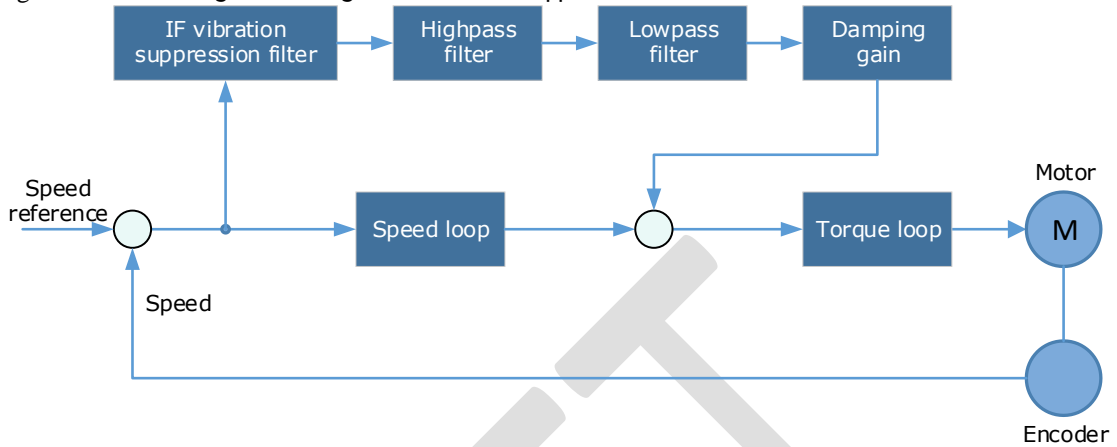 IF vibration
suppression filter
Highpass
filter
Lowpass
filter
Damping
gain
Speed
reference
Speed loop
Torque loop
Motor
M
Speed
Encoder